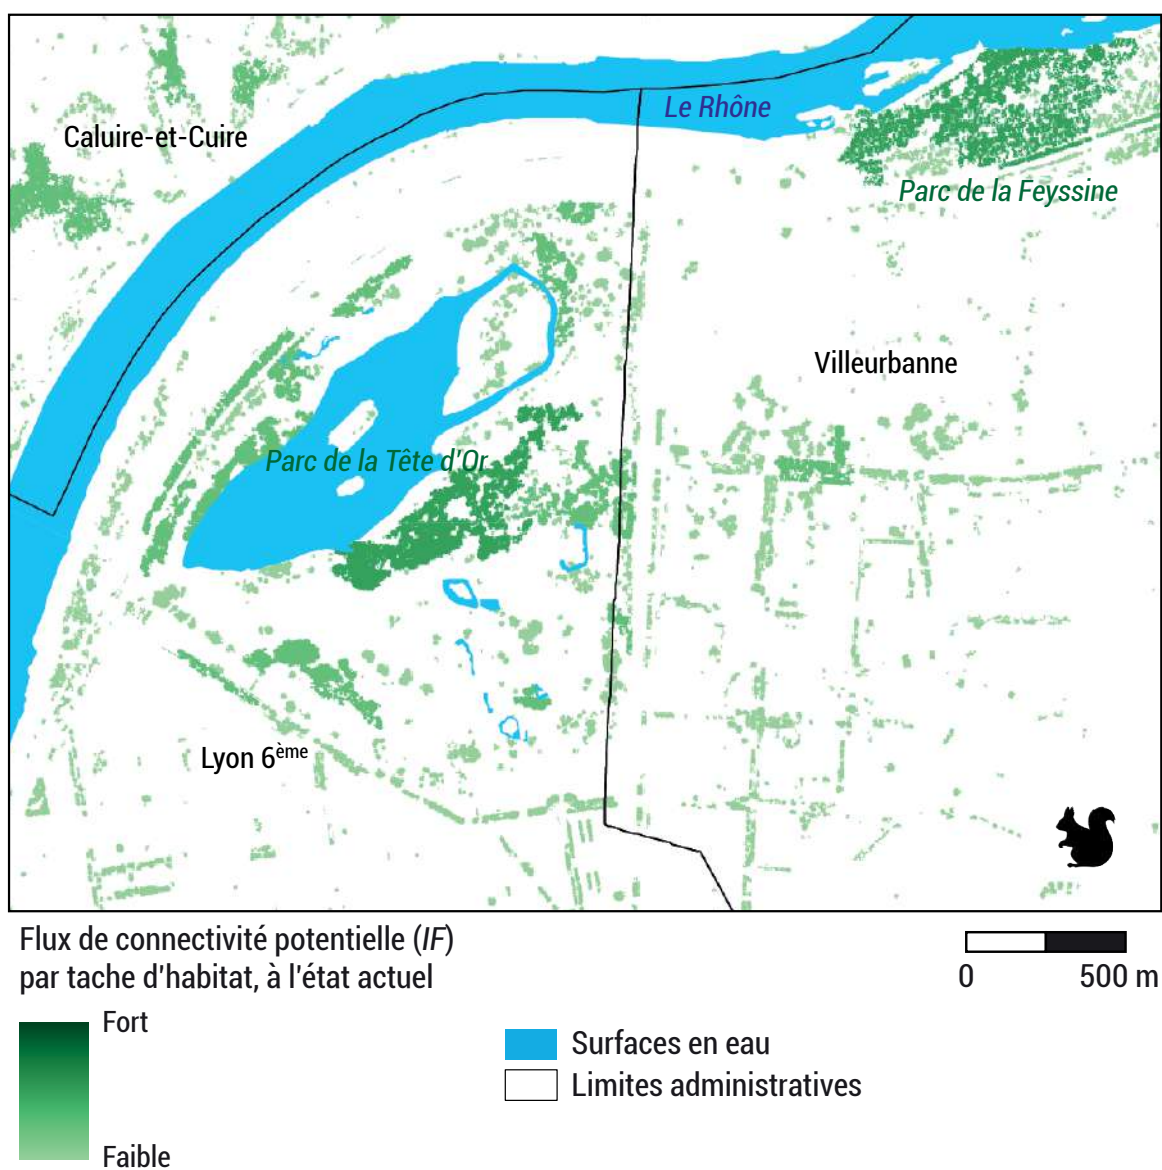 Caluire-et-Cuire
Le Rhône
Parc de la Feyssine
Villeurbanne
Parc de la Tête d'Or
Lyon 6ème
Flux de connectivité potentielle (IF)
par tache d'habitat, à l'état actuel
0 500 m
Fort
Faible
Surfaces en eau
Limites administratives